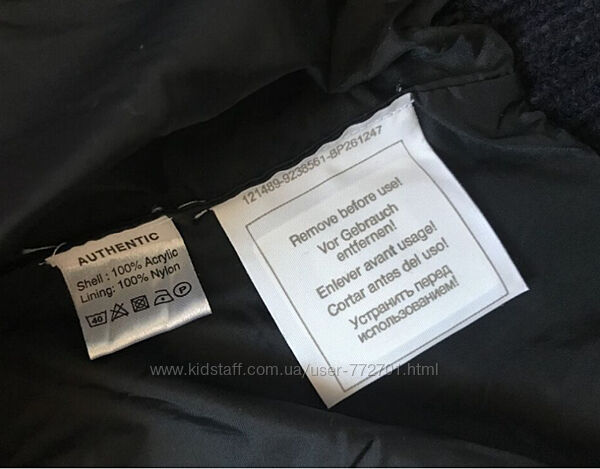 AUTHENTIC
Shell : 100% Acrylic
Lining: 100% Nylon
40 P
121489-9238561-BP261247
Remove before use!
Vor Gebrauch
entfernen!
Enlever avant usage!
Cortar antes del uso!
Устранить перед
использованием!
www.kidstaff.com.ua/user-772701.html